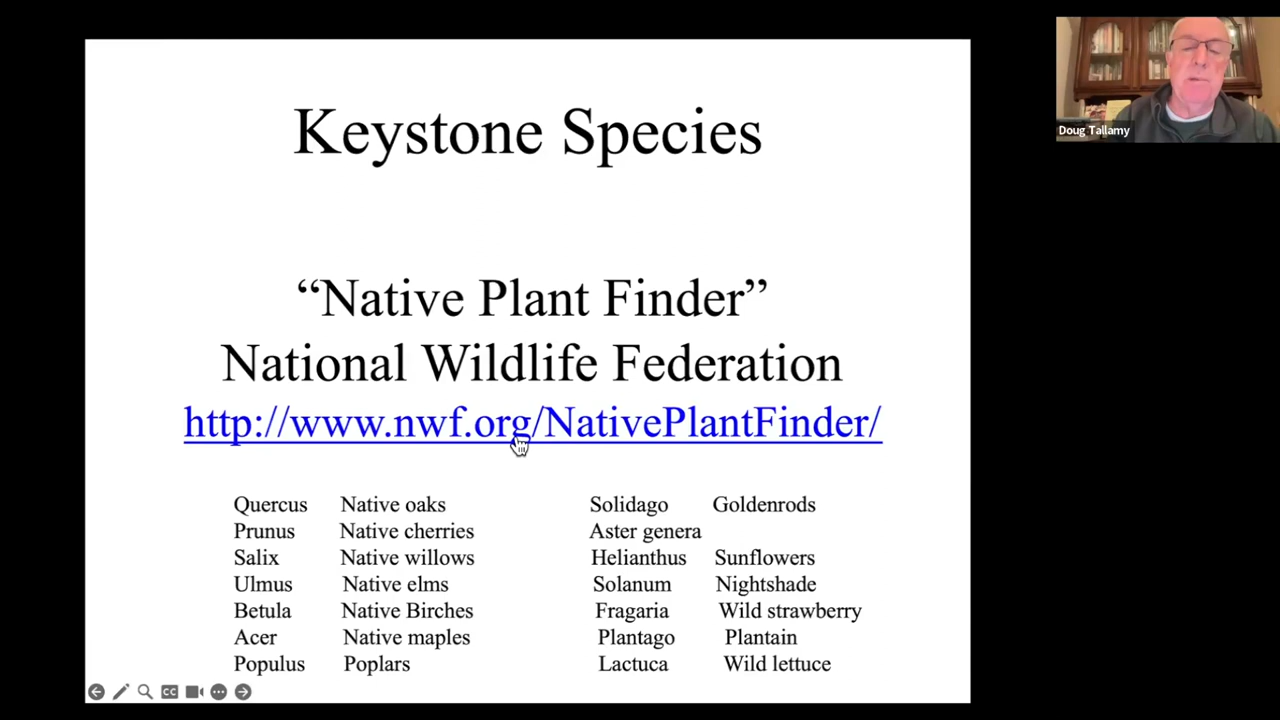 Keystone Species
“Native Plant Finder”
National Wildlife Federation
http://www.nwf.org/NativePlantFinder/
Quercus Native oaks
Prunus Native cherries
Salix Native willows
Ulmus Native elms
Betula Native Birches
Acer Native maples
Populus Poplars
Solidago Goldenrods
Aster genera
Helianthus Sunflowers
Solanum Nightshade
Fragaria Wild strawberry
Plantago Plantain
Lactuca Wild lettuce
CC
Doug Tallamy